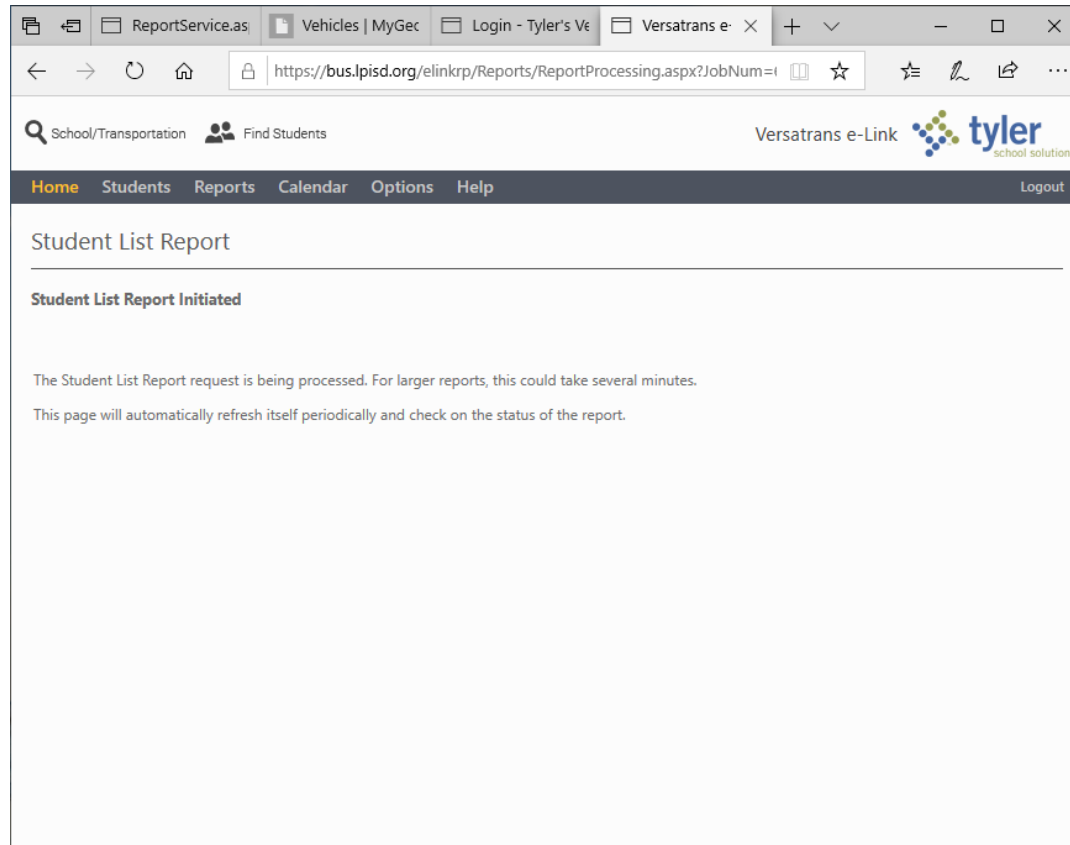 ReportService.as
Vehicles | MyGeo
Login - Tyler's Ve
Versatrans e-
https://bus.lpisd.org/elinkrp/Reports/ReportProcessing.aspx?JobNum=
School/Transportation Find Students
Versatrans e-Link
tyler
school solution
Home Students Reports Calendar Options Help Logout
Student List Report
Student List Report Initiated
The Student List Report request is being processed. For larger reports, this could take several minutes.
This page will automatically refresh itself periodically and check on the status of the report.